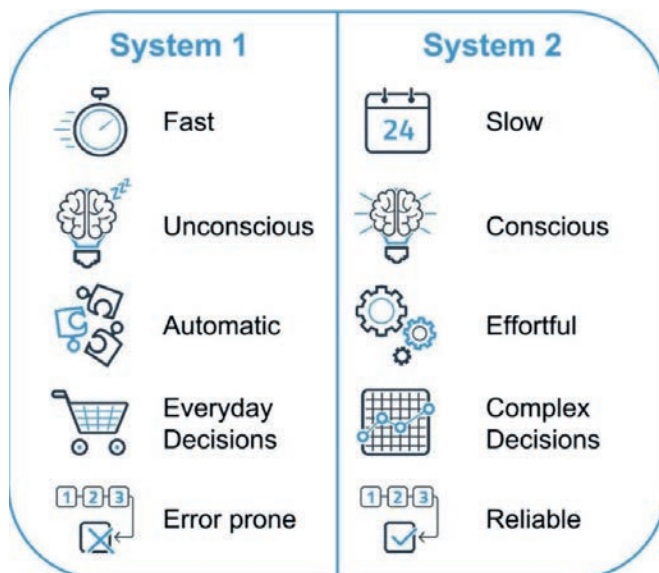 System 1
Fast
zzz
Unconscious
Automatic
Everyday
Decisions
1 2 3
Error prone
System 2
24
Slow
Conscious
Effortful
Complex
Decisions
1 2 3
Reliable